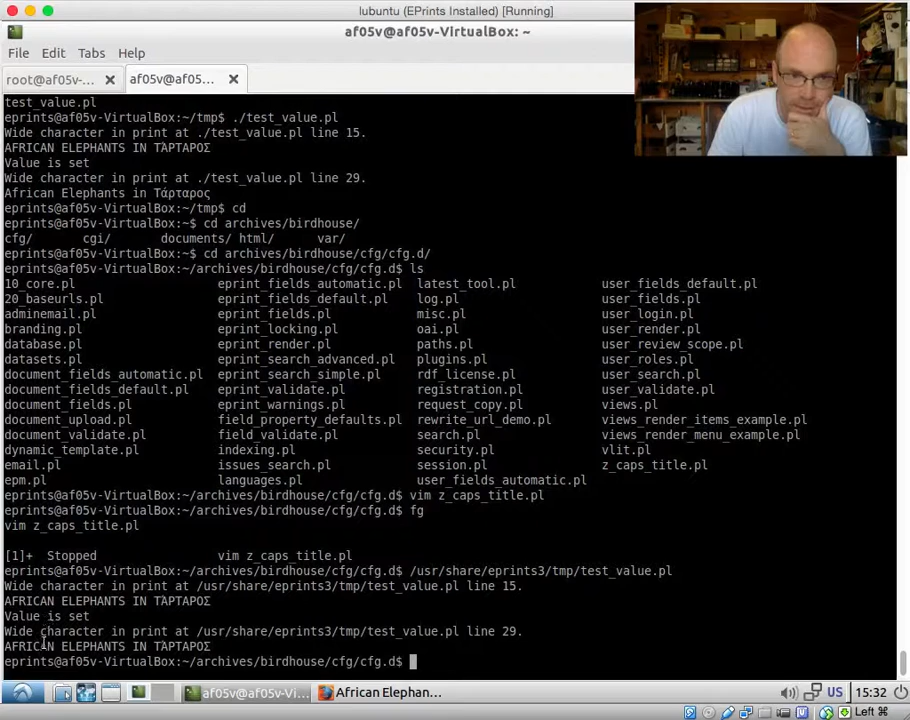 lubuntu (EPrints Installed) [Running]
af05v@af05v-VirtualBox: ~
File Edit Tabs Help
root@af05v-... af05v@af05...
test_value.pl
eprints@af05v-VirtualBox:~/tmp$ ./test_value.pl
Wide character in print at ./test_value.pl line 15.
AFRICAN ELEPHANTS IN ΤΆΡΤΑΡΟΣ
Value is set
Wide character in print at ./test_value.pl line 29.
African Elephants in Τάρταρος
eprints@af05v-VirtualBox:~/tmp$ cd
eprints@af05v-VirtualBox:~$ cd archives/birdhouse/
cfg/ cgi/ documents/ html/ var/
eprints@af05v-VirtualBox:~$ cd archives/birdhouse/cfg/cfg.d/
eprints@af05v-VirtualBox:~/archives/birdhouse/cfg/cfg.d$ ls
10_core.pl eprint_fields_automatic.pl latest_tool.pl user_fields_default.pl
20_baseurls.pl eprint_fields_default.pl log.pl user_fields.pl
adminemail.pl eprint_fields.pl misc.pl user_login.pl
branding.pl eprint_locking.pl oai.pl user_render.pl
database.pl eprint_render.pl paths.pl user_review_scope.pl
datasets.pl eprint_search_advanced.pl plugins.pl user_roles.pl
document_fields_automatic.pl eprint_search_simple.pl rdf_license.pl user_search.pl
document_fields_default.pl eprint_validate.pl registration.pl user_validate.pl
document_fields.pl eprint_warnings.pl request_copy.pl views.pl
document_upload.pl field_property_defaults.pl rewrite_url_demo.pl views_render_items_example.pl
document_validate.pl field_validate.pl search.pl views_render_menu_example.pl
dynamic_template.pl indexing.pl security.pl vlit.pl
email.pl issues_search.pl session.pl z_caps_title.pl
epm.pl languages.pl user_fields_automatic.pl
eprints@af05v-VirtualBox:~/archives/birdhouse/cfg/cfg.d$ vim z_caps_title.pl
eprints@af05v-VirtualBox:~/archives/birdhouse/cfg/cfg.d$ fg
vim z_caps_title.pl
[1]+ Stopped vim z_caps_title.pl
eprints@af05v-VirtualBox:~/archives/birdhouse/cfg/cfg.d$ /usr/share/eprints3/tmp/test_value.pl
Wide character in print at /usr/share/eprints3/tmp/test_value.pl line 15.
AFRICAN ELEPHANTS IN ΤΆΡΤΑΡΟΣ
Value is set
Wide character in print at /usr/share/eprints3/tmp/test_value.pl line 29.
AFRICAN ELEPHANTS IN ΤΆΡΤΑΡΟΣ
eprints@af05v-VirtualBox:~/archives/birdhouse/cfg/cfg.d$
af05v@af05v-Vi... African Elephan... US 15:32
Left ⌘